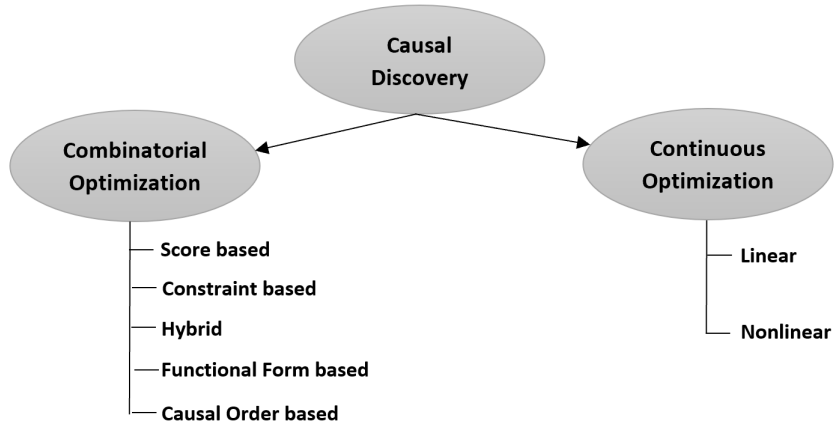 Causal
Discovery
Combinatorial
Optimization
Score based
Constraint based
Hybrid
Functional Form based
Causal Order based
Continuous
Optimization
Linear
Nonlinear